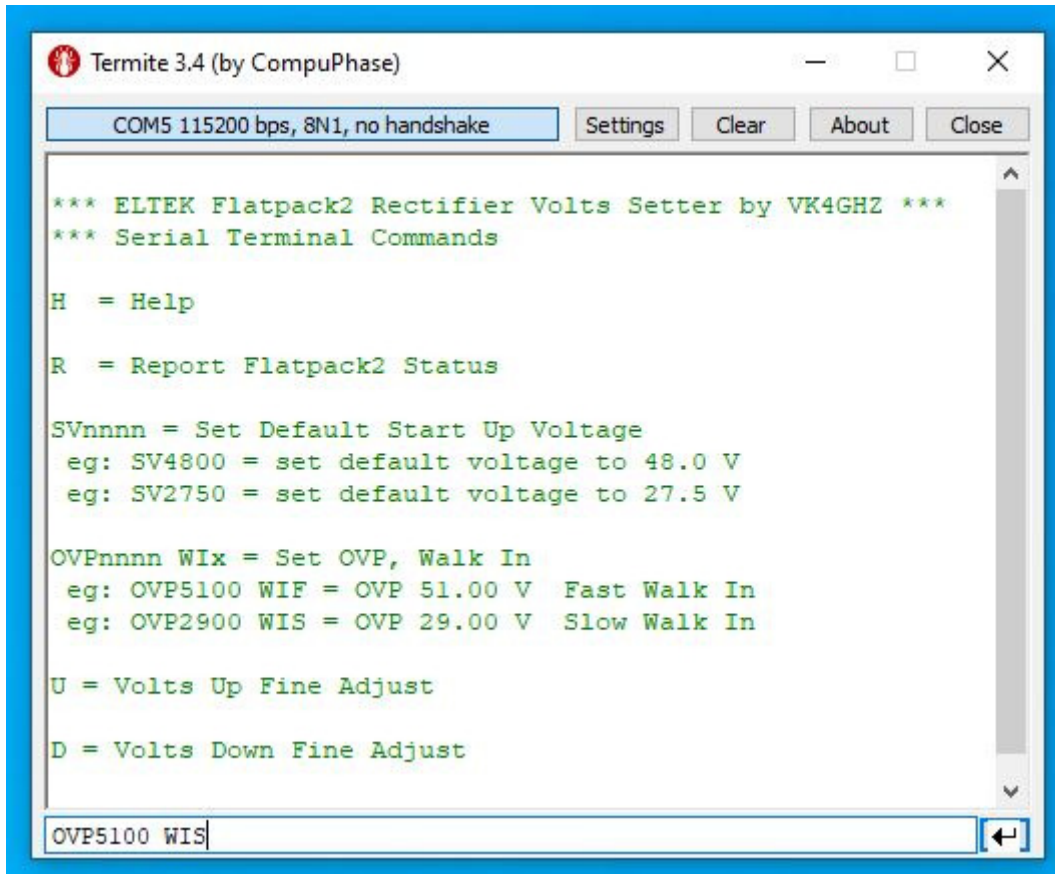 Termite 3.4 (by CompuPhase)
COM5 115200 bps, 8N1, no handshake Settings Clear About Close
*** ELTEK Flatpack2 Rectifier Volts Setter by VK4GHZ ***
*** Serial Terminal Commands
H = Help
R = Report Flatpack2 Status
SVnnnn = Set Default Start Up Voltage
eg: SV4800 = set default voltage to 48.0 V
eg: SV2750 = set default voltage to 27.5 V
OVPnnnn WIx = Set OVP, Walk In
eg: OVP5100 WIF = OVP 51.00 V Fast Walk In
eg: OVP2900 WIS = OVP 29.00 V Slow Walk In
U = Volts Up Fine Adjust
D = Volts Down Fine Adjust
OVP5100 WIS